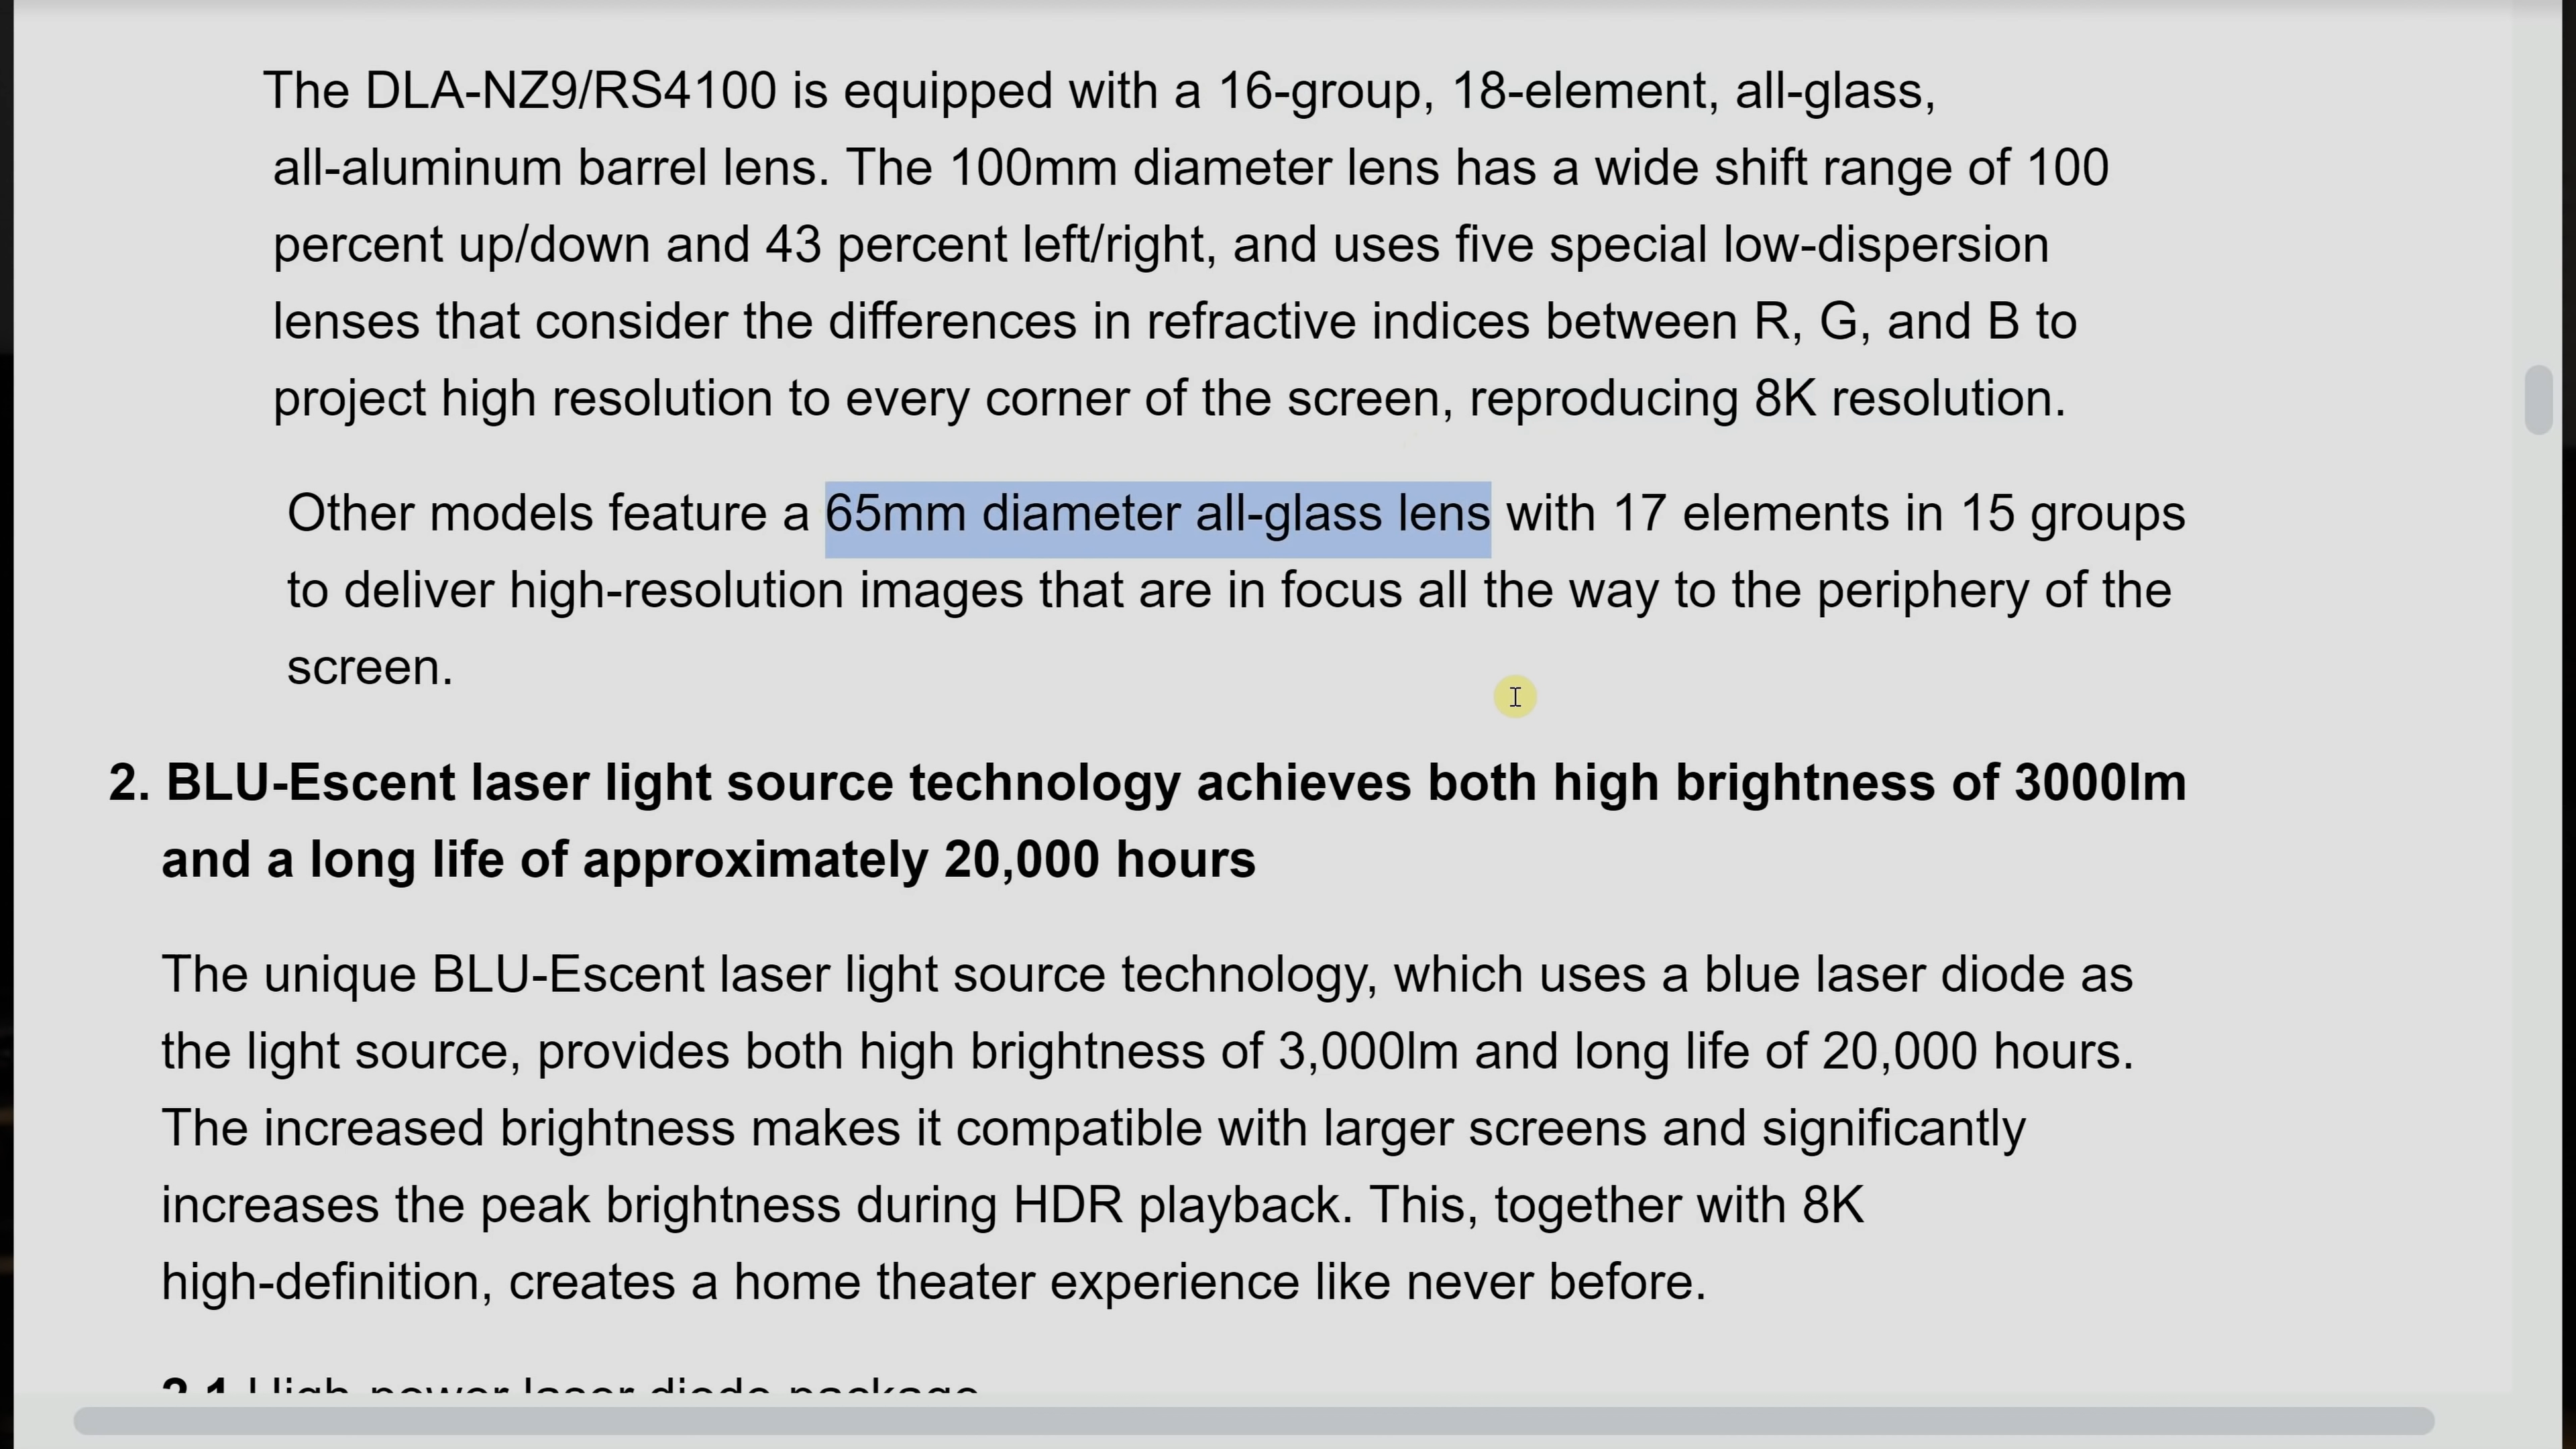 The DLA-NZ9/RS4100 is equipped with a 16-group, 18-element, all-glass,
all-aluminum barrel lens. The 100mm diameter lens has a wide shift range of 100
percent up/down and 43 percent left/right, and uses five special low-dispersion
lenses that consider the differences in refractive indices between R, G, and B to
project high resolution to every corner of the screen, reproducing 8K resolution.
Other models feature a 65mm diameter all-glass lens with 17 elements in 15 groups
to deliver high-resolution images that are in focus all the way to the periphery of the
screen.
2. BLU-Escent laser light source technology achieves both high brightness of 3000lm
and a long life of approximately 20,000 hours
The unique BLU-Escent laser light source technology, which uses a blue laser diode as
the light source, provides both high brightness of 3,000lm and long life of 20,000 hours.
The increased brightness makes it compatible with larger screens and significantly
increases the peak brightness during HDR playback. This, together with 8K
high-definition, creates a home theater experience like never before.
2.1 High-power laser diode package